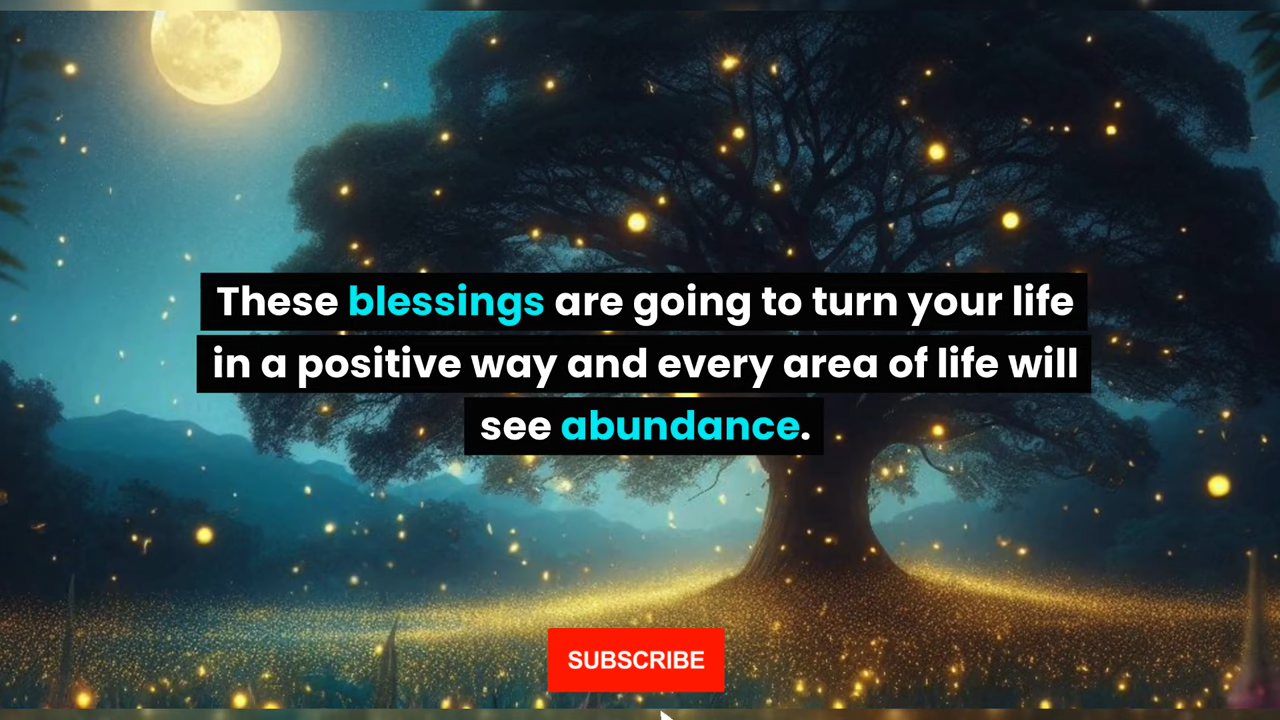 These blessings are going to turn your life
in a positive way and every area of life will
see abundance.
SUBSCRIBE